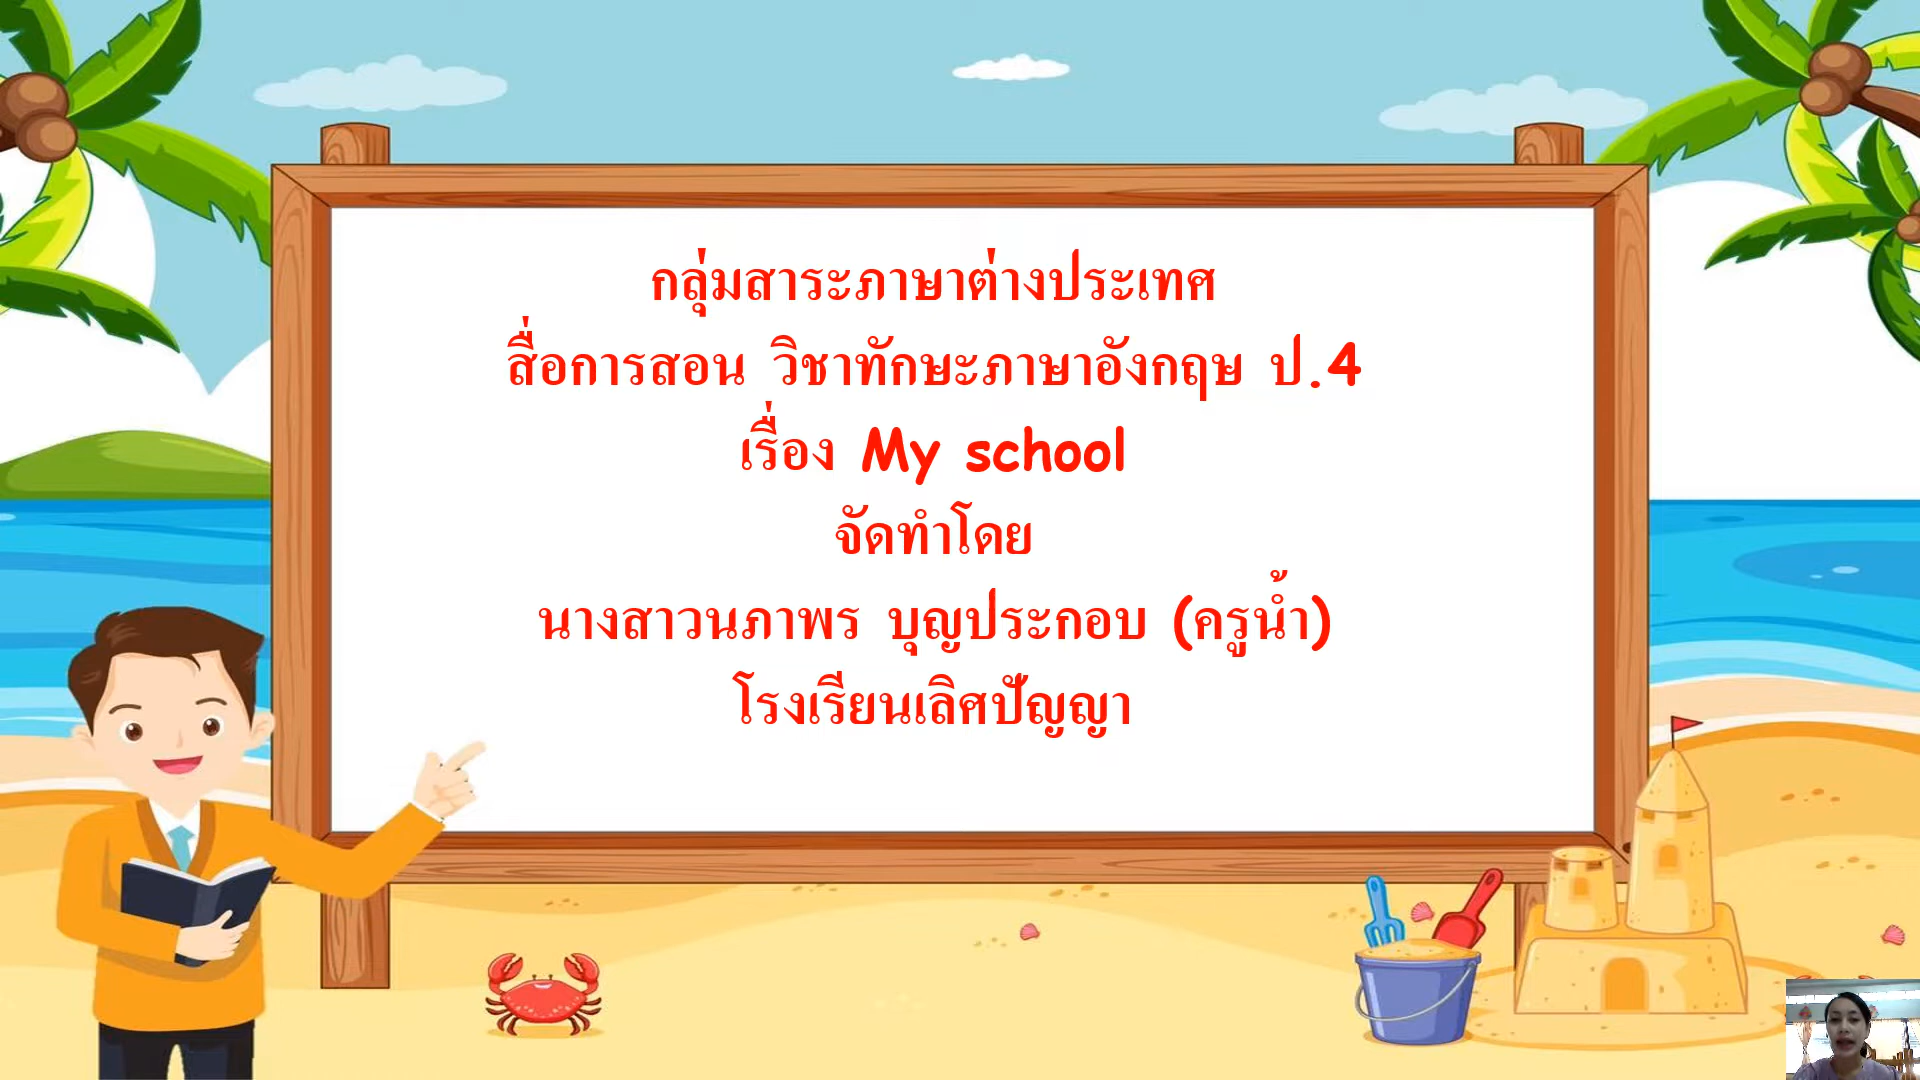 กลุ่มสาระภาษาต่างประเทศ
สื่อการสอน วิชาทักษะภาษาอังกฤษ ป.4
เรื่อง My school
จัดทำโดย
นางสาวนภาพร บุญประกอบ (ครูน้ำ)
โรงเรียนเลิศปัญญา